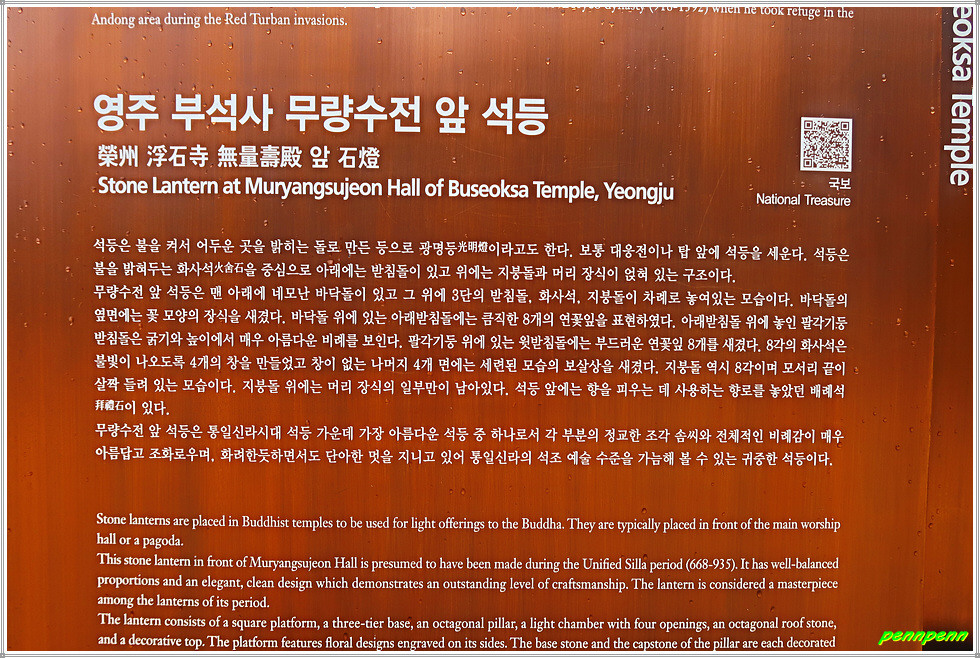 dynasty (918-1392) when he took refuge in the
Andong area during the Red Turban invasions.
eoksa Temple
영주 부석사 무량수전 앞 석등
榮州 浮石寺 無量壽殿 앞 石燈
Stone Lantern at Muryangsujeon Hall of Buseoksa Temple, Yeongju
국보
National Treasure
석등은 불을 켜서 어두운 곳을 밝히는 돌로 만든 등으로 광명등光明燈이라고도 한다. 보통 대웅전이나 탑 앞에 석등을 세운다. 석등은
불을 밝혀두는 화사석火舍石을 중심으로 아래에는 받침돌이 있고 위에는 지붕돌과 머리 장식이 얹혀 있는 구조이다.
무량수전 앞 석등은 맨 아래에 네모난 바닥돌이 있고 그 위에 3단의 받침돌, 화사석, 지붕돌이 차례로 놓여있는 모습이다. 바닥돌의
옆면에는 꽃 모양의 장식을 새겼다. 바닥돌 위에 있는 아래받침돌에는 큼직한 8개의 연꽃잎을 표현하였다. 아래받침돌 위에 놓인 팔각기둥
받침돌은 굵기와 높이에서 매우 아름다운 비례를 보인다. 팔각기둥 위에 있는 윗받침돌에는 부드러운 연꽃잎 8개를 새겼다. 8각의 화사석은
불빛이 나오도록 4개의 창을 만들었고 창이 없는 나머지 4개 면에는 세련된 모습의 보살상을 새겼다. 지붕돌 역시 8각이며 모서리 끝이
살짝 들려 있는 모습이다. 지붕돌 위에는 머리 장식의 일부만이 남아있다. 석등 앞에는 향을 피우는 데 사용하는 향로를 놓았던 배례석
拜禮石이 있다.
무량수전 앞 석등은 통일신라시대 석등 가운데 가장 아름다운 석등 중 하나로서 각 부분의 정교한 조각 솜씨와 전체적인 비례감이 매우
아름답고 조화로우며, 화려한듯하면서도 단아한 멋을 지니고 있어 통일신라의 석조 예술 수준을 가늠해 볼 수 있는 귀중한 석등이다.
Stone lanterns are placed in Buddhist temples to be used for light offerings to the Buddha. They are typically placed in front of the main worship
hall or a pagoda.
This stone lantern in front of Muryangsujeon Hall is presumed to have been made during the Unified Silla period (668-935). It has well-balanced
proportions and an elegant, clean design which demonstrates an outstanding level of craftsmanship. The lantern is considered a masterpiece
among the lanterns of its period.
The lantern consists of a square platform, a three-tier base, an octagonal pillar, a light chamber with four openings, an octagonal roof stone,
and a decorative top. The platform features floral designs engraved on its sides. The base stone and the capstone of the pillar are each decorated
pennpenn